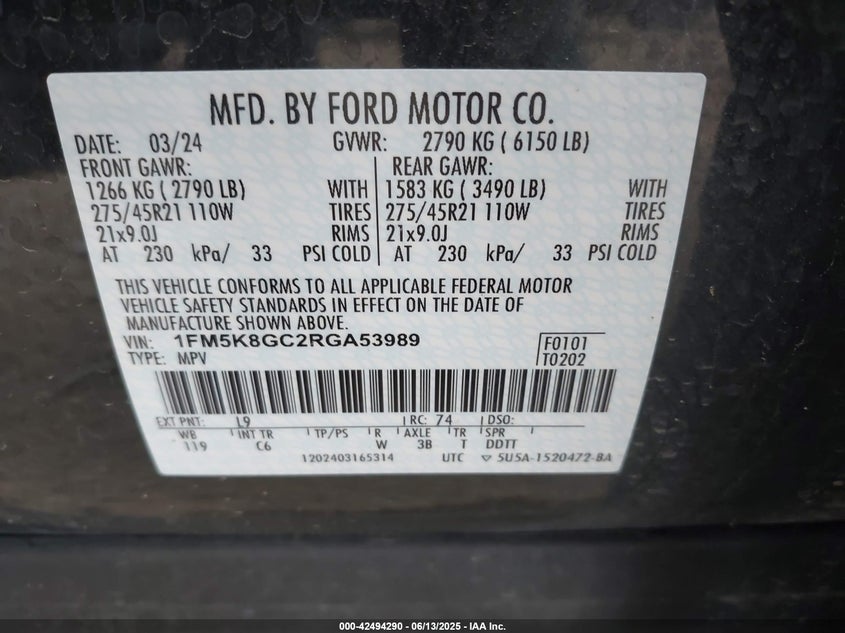 MFD. BY FORD MOTOR CO.
DATE: 03/24 GVWR: 2790 KG ( 6150 LB)
FRONT GAWR: REAR GAWR:
1266 KG ( 2790 LB) WITH 1583 KG ( 3490 LB) WITH
275/45R21 110W TIRES 275/45R21 110W TIRES
21x9.0J RIMS 21x9.0J RIMS
AT 230 kPa/ 33 PSI COLD AT 230 kPa/ 33 PSI COLD
THIS VEHICLE CONFORMS TO ALL APPLICABLE FEDERAL MOTOR
VEHICLE SAFETY STANDARDS IN EFFECT ON THE DATE OF
MANUFACTURE SHOWN ABOVE.
VIN: 1FM5K8GC2RGA53989 F0101
TYPE: MPV T0202
EXT PNT: L9 RC: 74 DSO:
WB INT TR TP/PS R AXLE TR SPR
119 C6 W 3B T DDTT
1202403165314 UTC ▽ 5U5A-1520472-BA
000-42494290 - 06/13/2025 - IAA Inc.